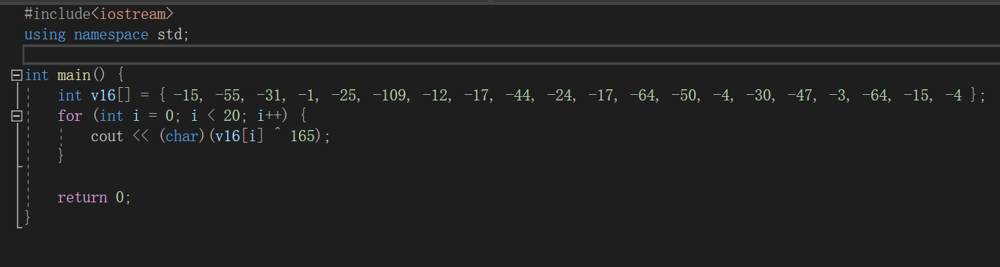 #include<iostream>
using namespace std;
int main() {
int v16[] = { -15, -55, -31, -1, -25, -109, -12, -17, -44, -24, -17, -64, -50, -4, -30, -47, -3, -64, -15, -4 };
for (int i = 0; i < 20; i++) {
cout << (char)(v16[i] ^ 165);
}
return 0;
}